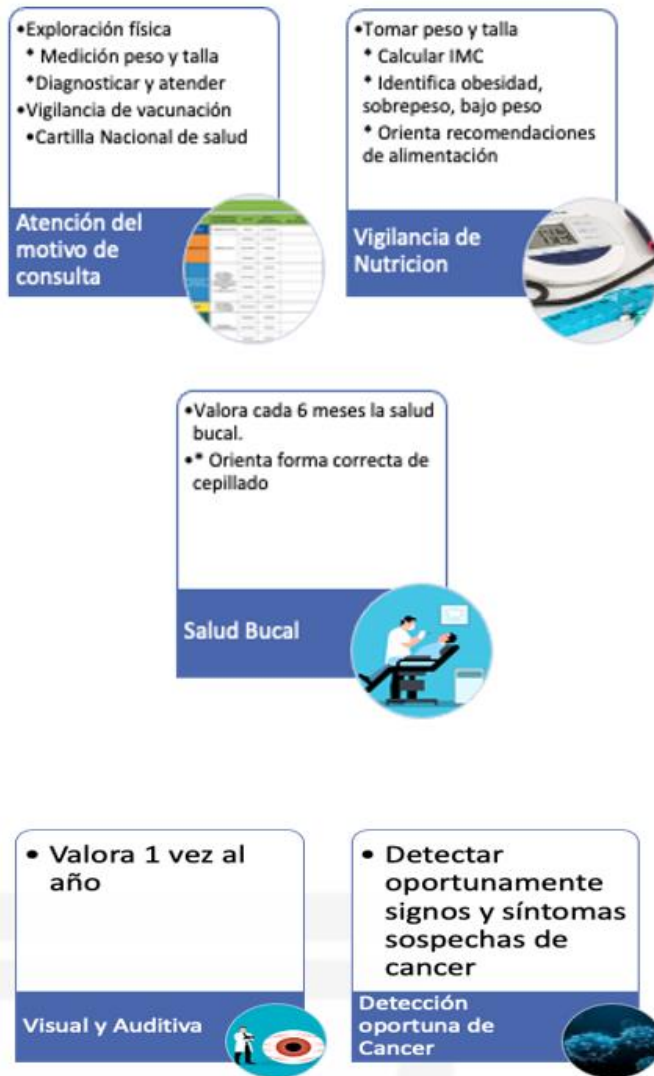 •Exploración física
* Medición peso y talla
*Diagnosticar y atender
•Vigilancia de vacunación
•Cartilla Nacional de salud
Atención del
motivo de
consulta
•Tomar peso y talla
* Calcular IMC
* Identifica obesidad,
sobrepeso, bajo peso
* Orienta recomendaciones
de alimentación
Vigilancia de
Nutricion
•Valora cada 6 meses la salud
bucal.
•* Orienta forma correcta de
cepillado
Salud Bucal
• Valora 1 vez al
año
Visual y Auditiva
• Detectar
oportunamente
signos y síntomas
sospechas de
cancer
Detección
oportuna de
Cancer